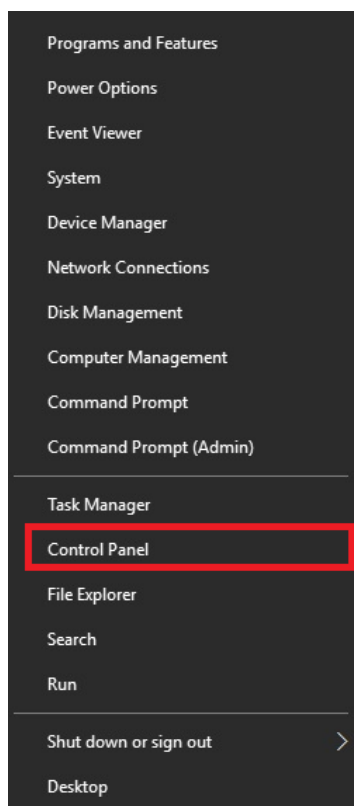 Programs and Features
Power Options
Event Viewer
System
Device Manager
Network Connections
Disk Management
Computer Management
Command Prompt
Command Prompt (Admin)
Task Manager
Control Panel
File Explorer
Search
Run
Shut down or sign out
Desktop